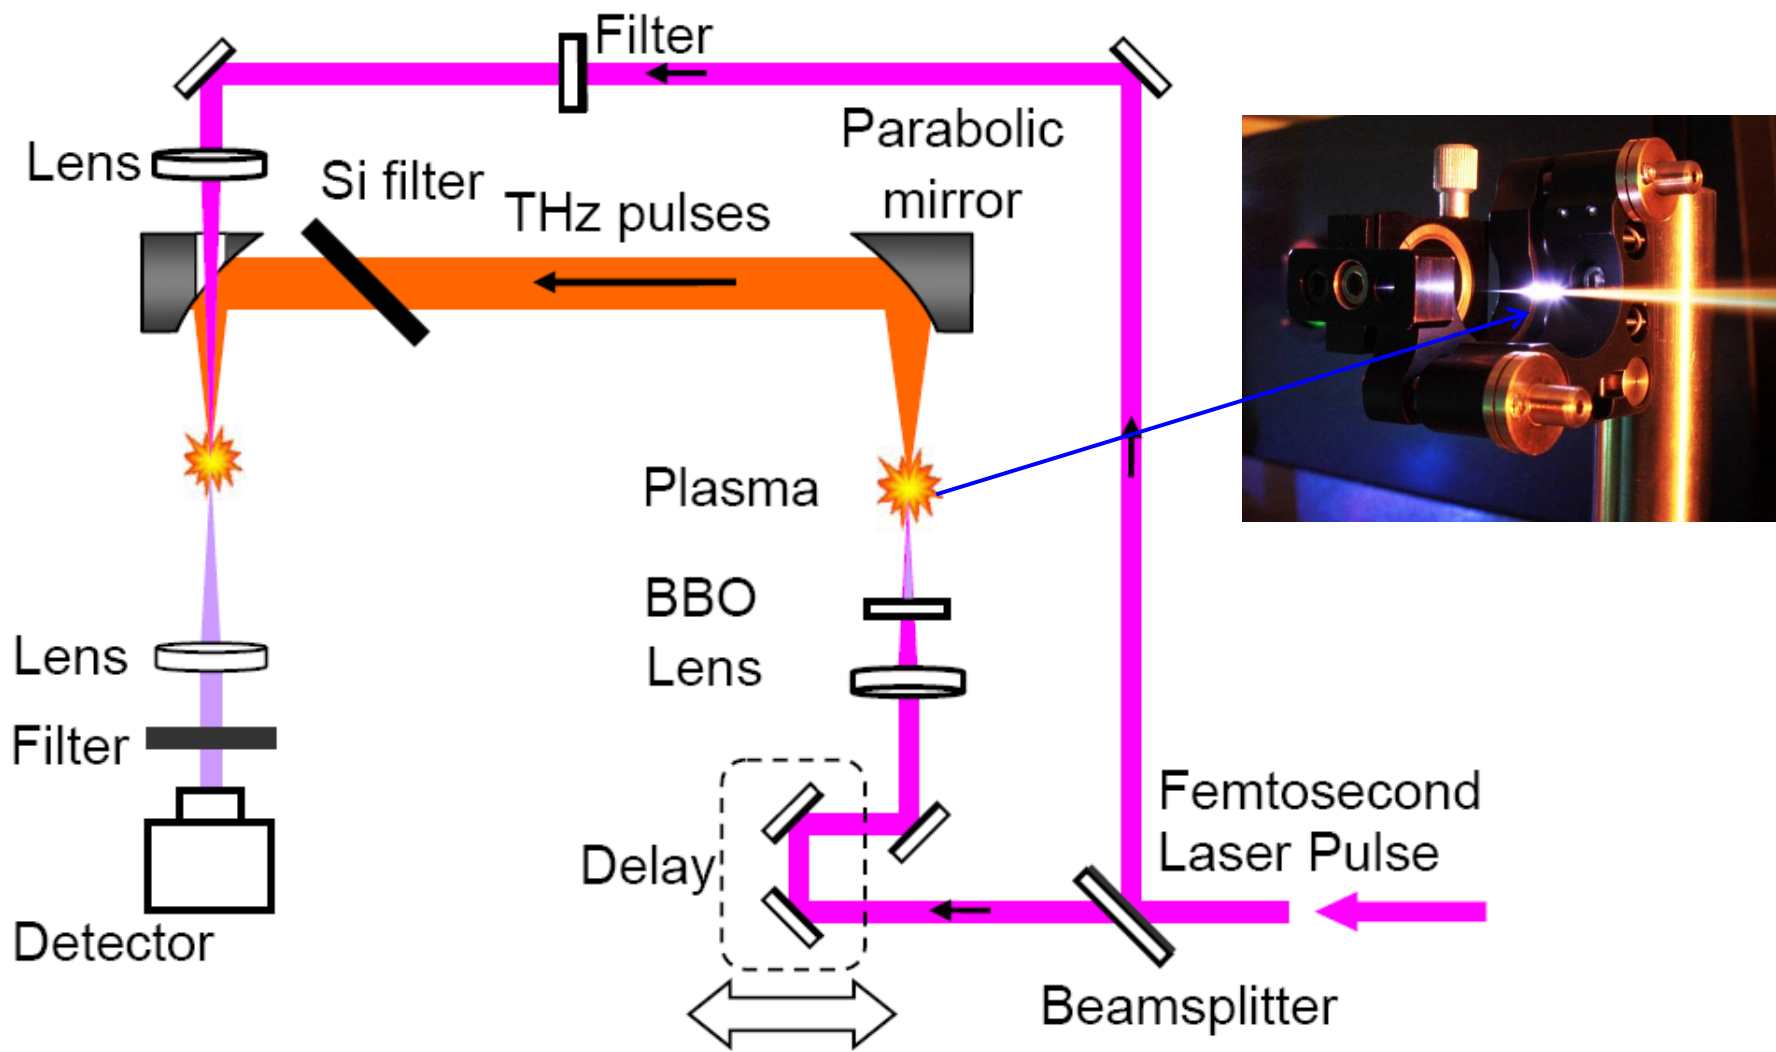 Filter
Parabolic
mirror
Lens
Si filter
THz pulses
Plasma
BBO
Lens
Lens
Filter
Detector
Delay
Femtosecond
Laser Pulse
Beamsplitter